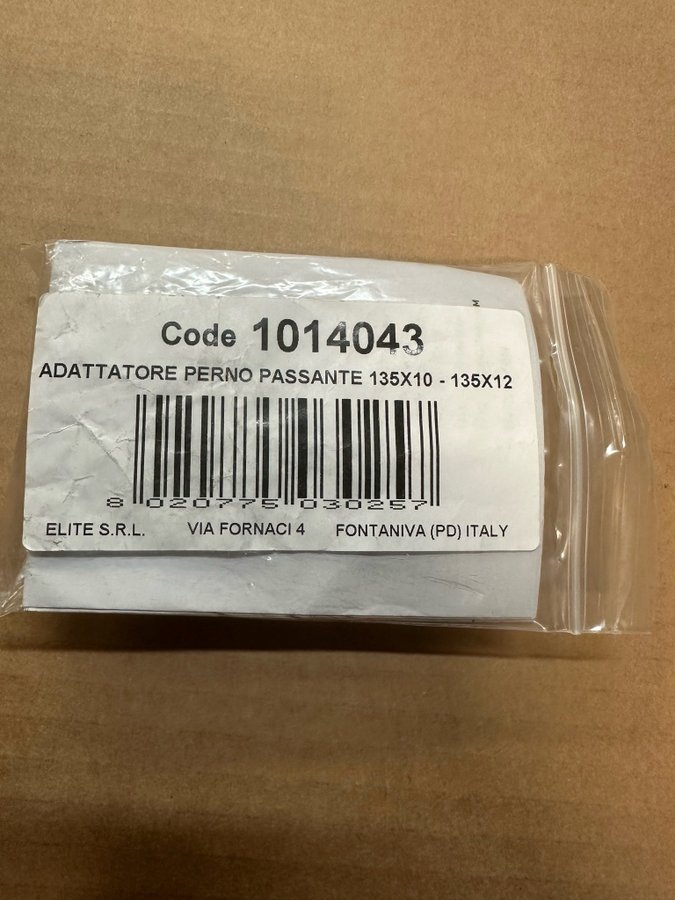 Code 1014043
ADATTATORE PERNO PASSANTE 135X10 - 135X12
8 020775 030257
ELITE S.R.L. VIA FORNACI 4 FONTANIVA (PD) ITALY